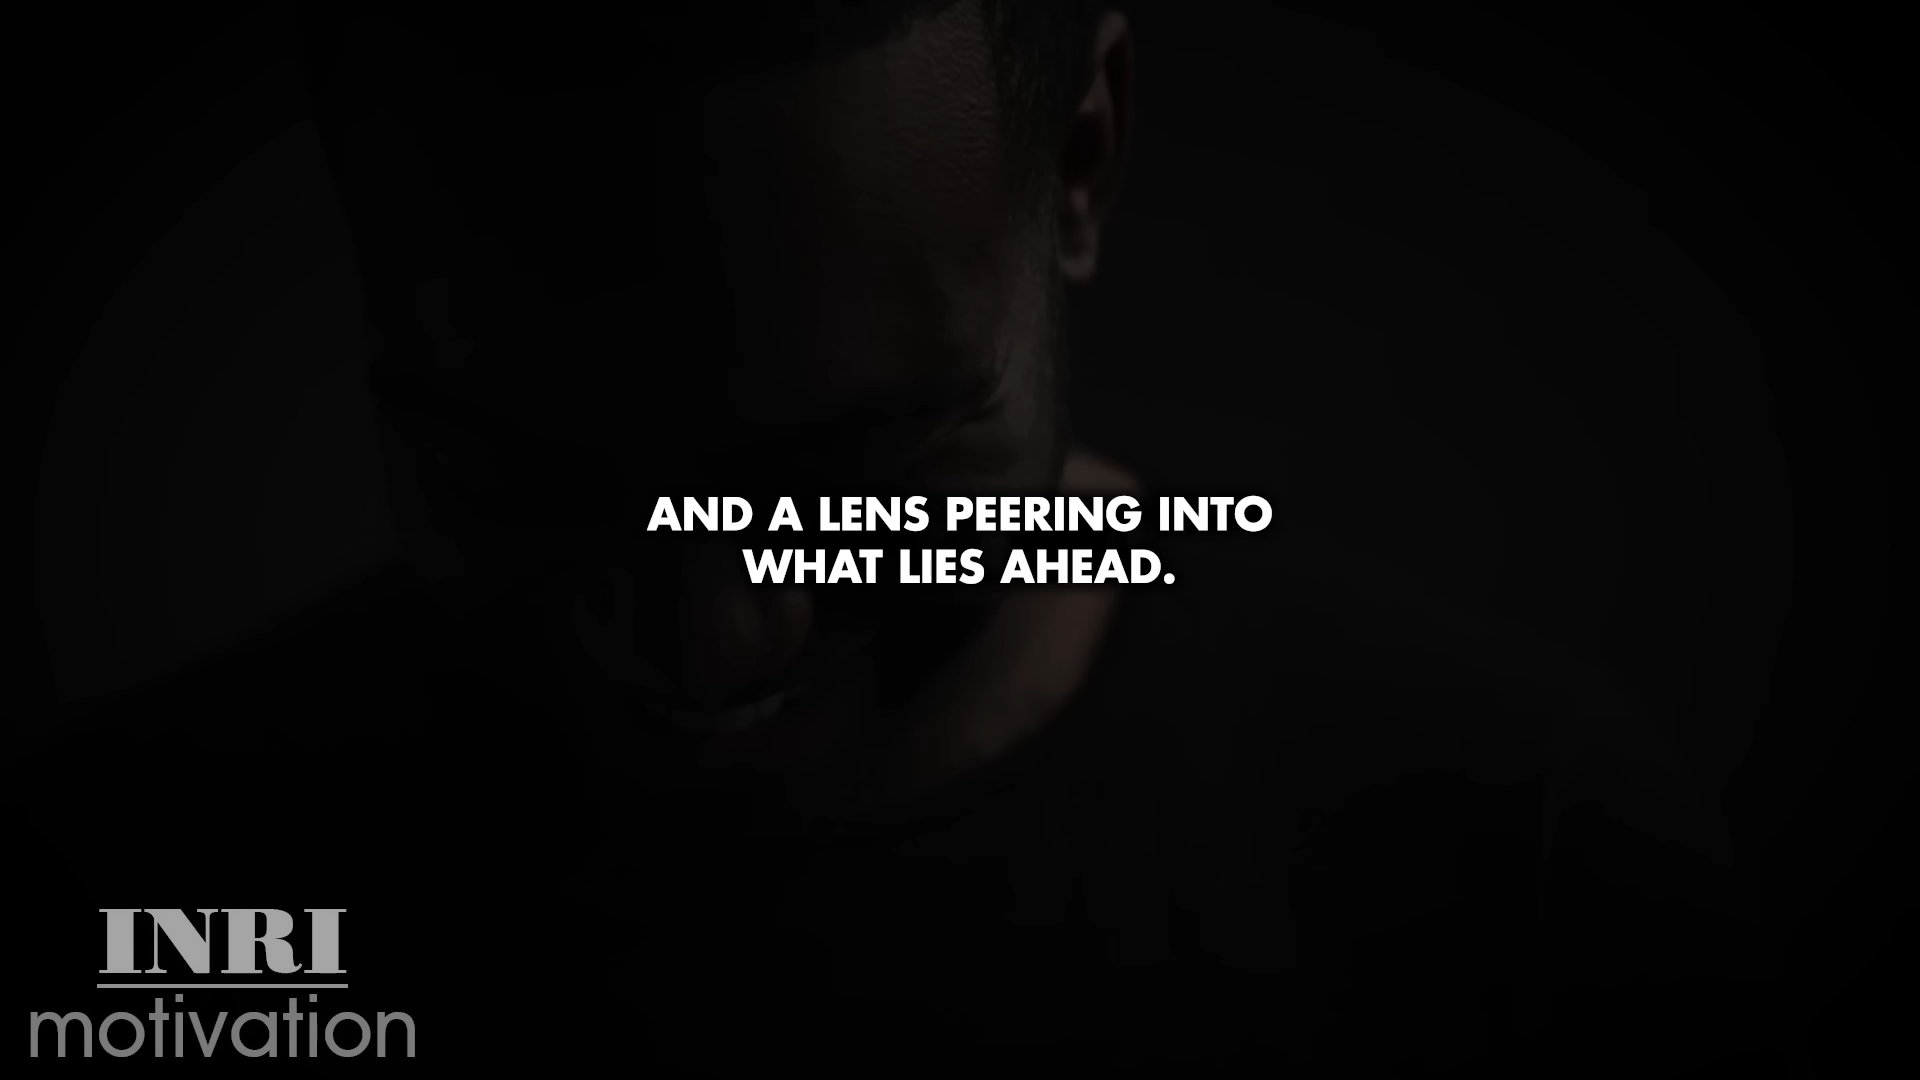 AND A LENS PEERING INTO
WHAT LIES AHEAD.
INRI
motivation